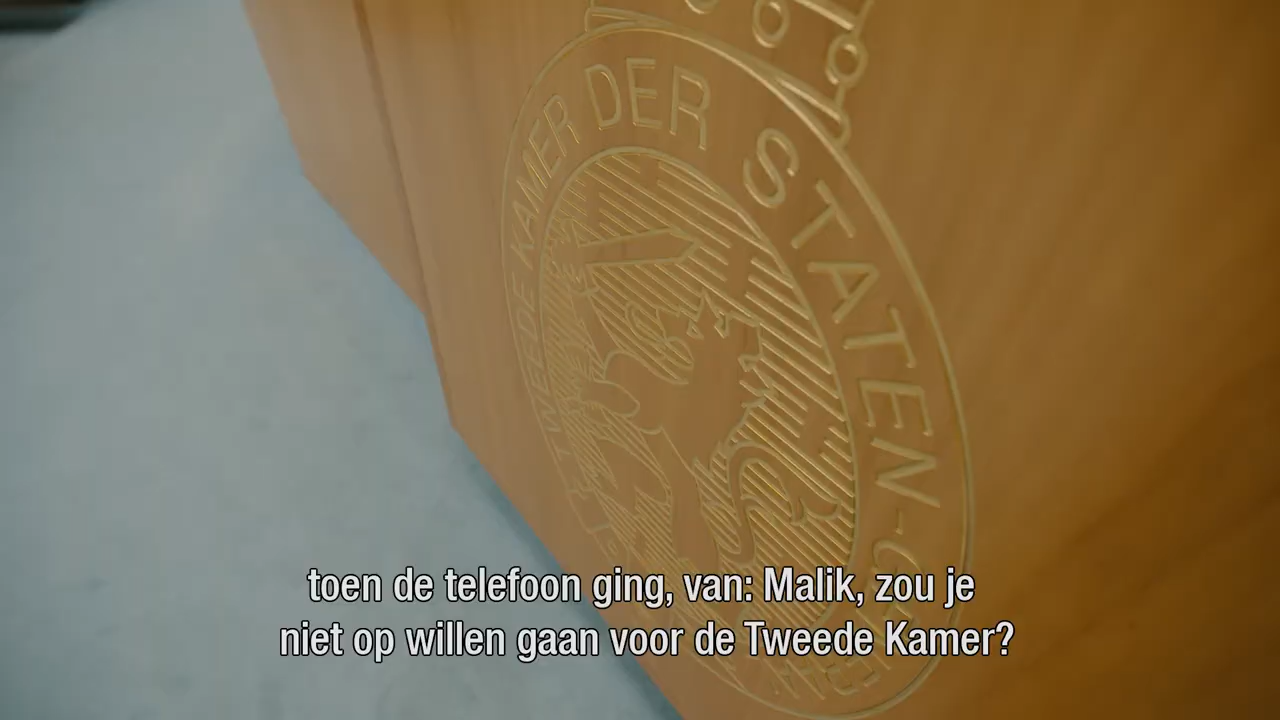 TWEEDE KAMER DER STATEN-G
toen de telefoon ging, van: Malik, zou je
niet op willen gaan voor de Tweede Kamer?